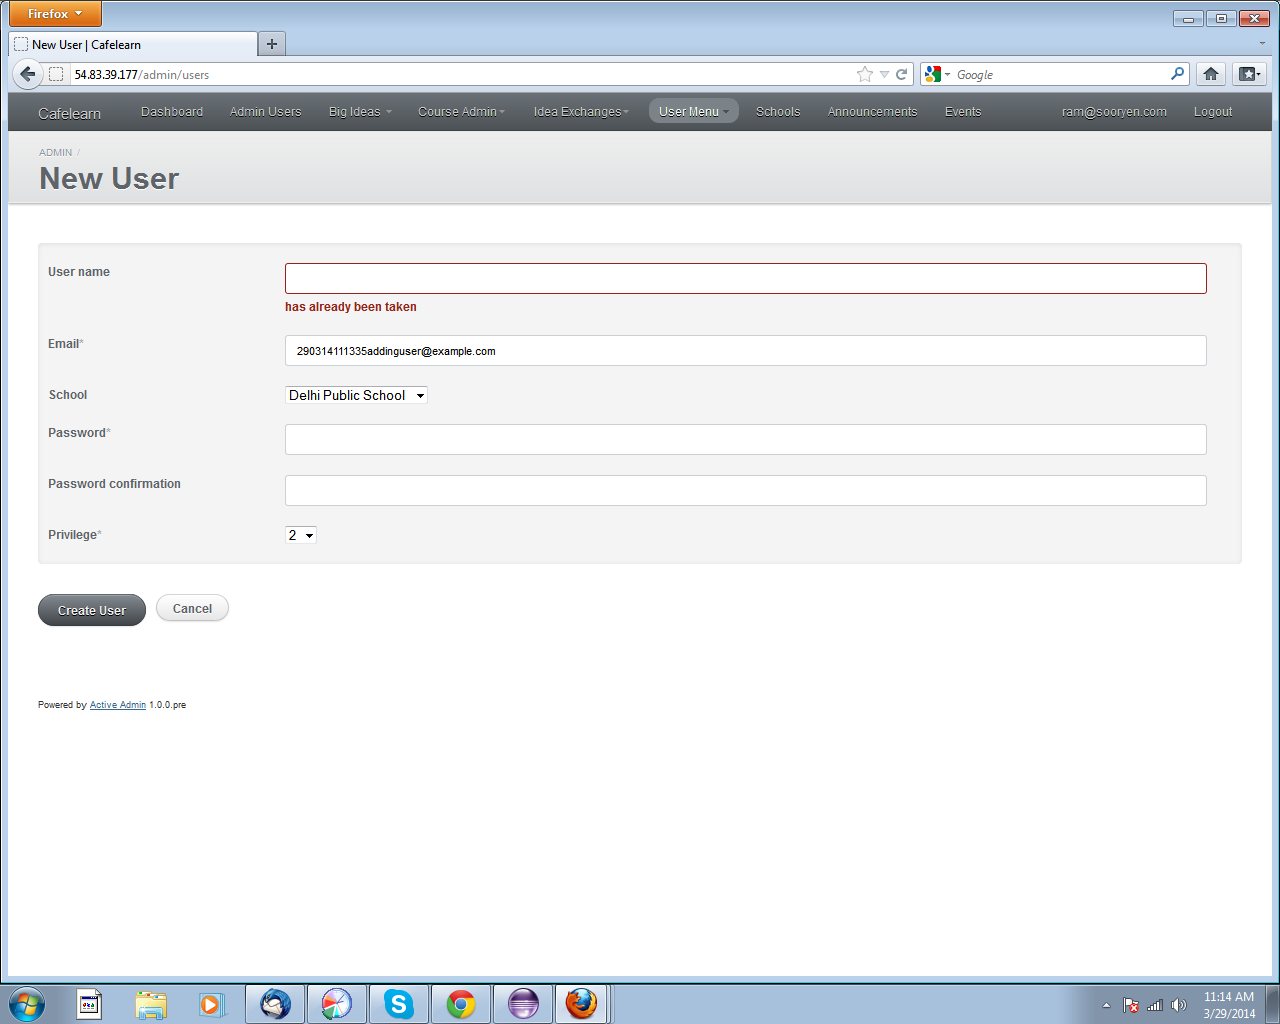 Firefox
New User | Cafelearn
54.83.39.177/admin/users
Google
Cafelearn Dashboard Admin Users Big Ideas Course Admin Idea Exchanges User Menu Schools Announcements Events ram@sooryen.com Logout
ADMIN /
New User
User name
has already been taken
Email*
290314111335addinguser@example.com
School
Delhi Public School
Password*
Password confirmation
Privilege*
2
Create User
Cancel
Powered by Active Admin 1.0.0.pre
11:14 AM
3/29/2014